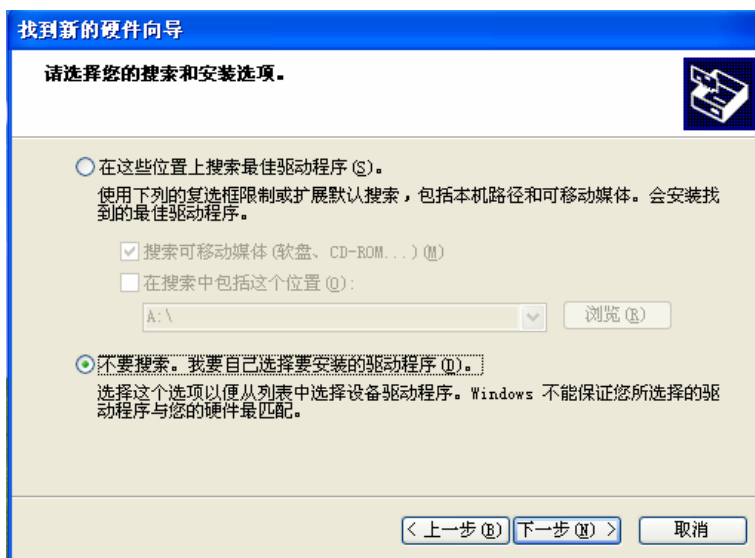 找到新的硬件向导
请选择您的搜索和安装选项。
在这些位置上搜索最佳驱动程序(S)。
使用下列的复选框限制或扩展默认搜索，包括本机路径和可移动媒体。会安装找
到的最佳驱动程序。
搜索可移动媒体(软盘、CD-ROM...)(M)
在搜索中包括这个位置(O):
A:\
浏览(R)
不要搜索。我要自己选择要安装的驱动程序(D)。
选择这个选项以便从列表中选择设备驱动程序。Windows 不能保证您所选择的驱
动程序与您的硬件最匹配。
< 上一步(B) 下一步(N) > 取消